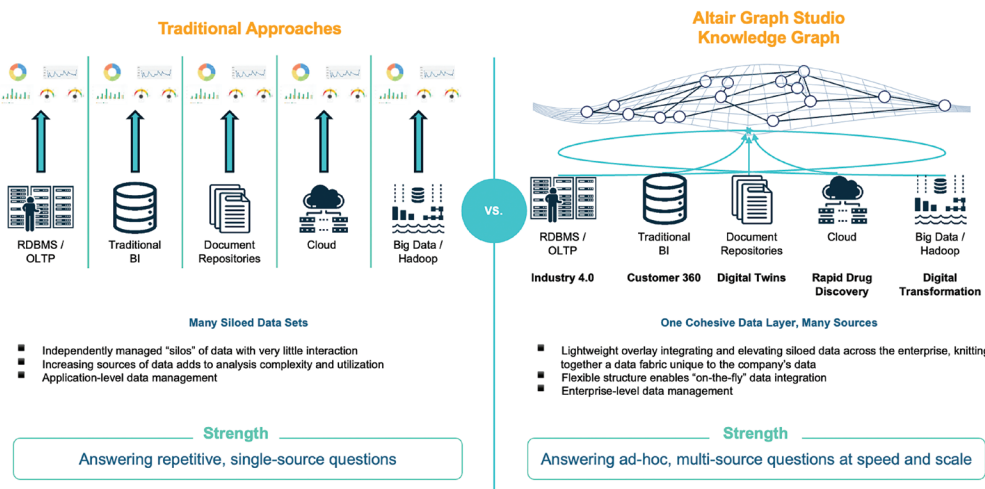 Traditional Approaches
RDBMS /
OLTP
Traditional
BI
Document
Repositories
Cloud
Big Data /
Hadoop
Many Siloed Data Sets
Independently managed “silos” of data with very little interaction
Increasing sources of data adds to analysis complexity and utilization
Application-level data management
Strength
Answering repetitive, single-source questions
VS.
Altair Graph Studio
Knowledge Graph
RDBMS /
OLTP
Traditional
BI
Document
Repositories
Cloud
Big Data /
Hadoop
Industry 4.0
Customer 360
Digital Twins
Rapid Drug
Discovery
Digital
Transformation
One Cohesive Data Layer, Many Sources
Lightweight overlay integrating and elevating siloed data across the enterprise, knitting
together a data fabric unique to the company’s data
Flexible structure enables “on-the-fly” data integration
Enterprise-level data management
Strength
Answering ad-hoc, multi-source questions at speed and scale